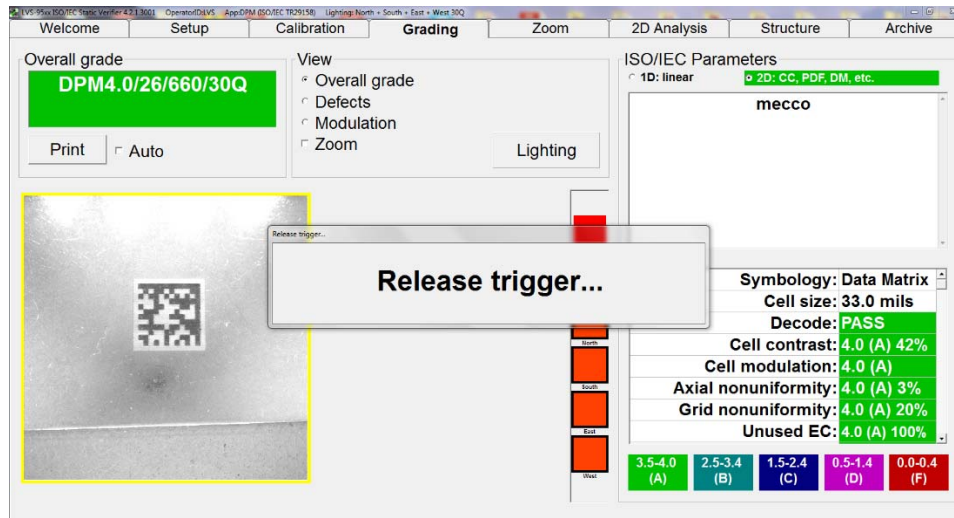 LVS-95xx ISO/IEC Static Verifier 4.2.1.3001 OperatorID:LVS App:DPM (ISO/IEC TR29158) Lighting: North + South + East + West 30Q
Welcome Setup Calibration Grading Zoom 2D Analysis Structure Archive
Overall grade
DPM4.0/26/660/30Q
Print Auto
View
Overall grade
Defects
Modulation
Zoom
Lighting
ISO/IEC Parameters
1D: linear 2D: CC, PDF, DM, etc.
mecco
Release trigger...
Release trigger...
North
South
East
West
Symbology: Data Matrix
Cell size: 33.0 mils
Decode: PASS
Cell contrast: 4.0 (A) 42%
Cell modulation: 4.0 (A)
Axial nonuniformity: 4.0 (A) 3%
Grid nonuniformity: 4.0 (A) 20%
Unused EC: 4.0 (A) 100%
3.5-4.0 2.5-3.4 1.5-2.4 0.5-1.4 0.0-0.4
(A) (B) (C) (D) (F)